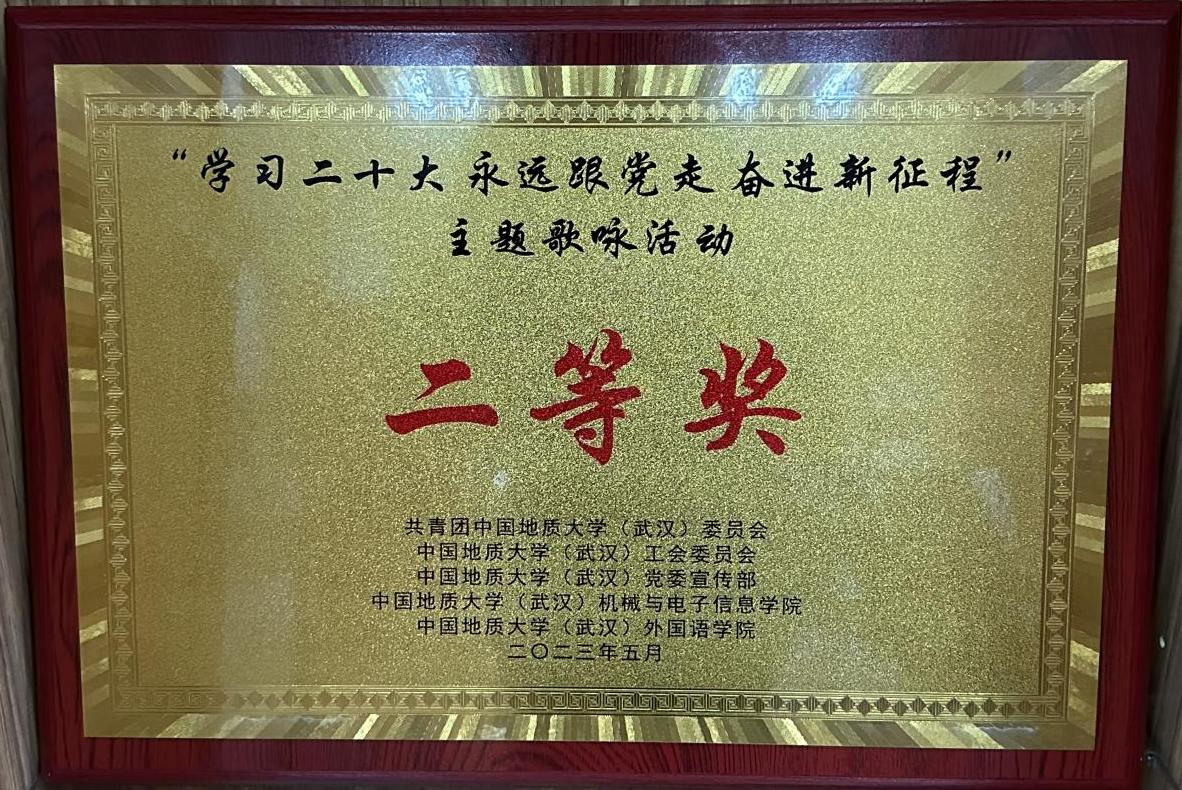 “学习二十大 永远跟党走 奋进新征程”
主题歌咏活动
二等奖
共青团中国地质大学（武汉）委员会
中国地质大学（武汉）工会委员会
中国地质大学（武汉）党委宣传部
中国地质大学（武汉）机械与电子信息学院
中国地质大学（武汉）外国语学院
二〇二三年五月